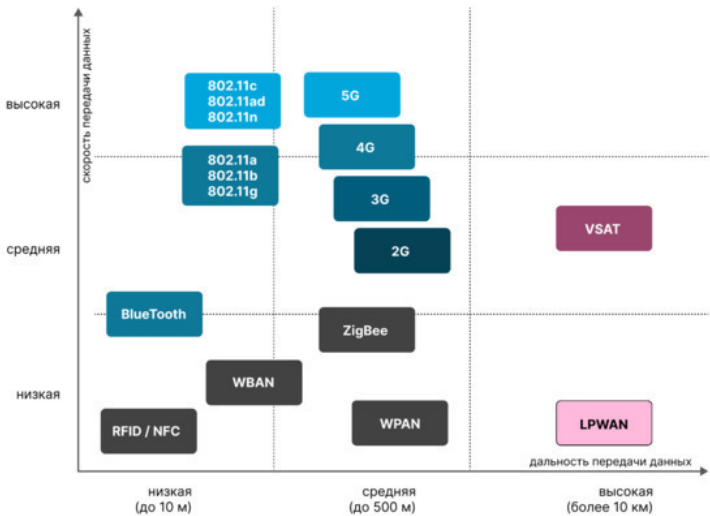 скорость передачи данных
высокая
средняя
низкая
802.11c
802.11ad
802.11n
5G
802.11a
802.11b
802.11g
4G
3G
2G
VSAT
BlueTooth
ZigBee
WBAN
RFID / NFC
WPAN
LPWAN
дальность передачи данных
низкая
(до 10 м)
средняя
(до 500 м)
высокая
(более 10 км)